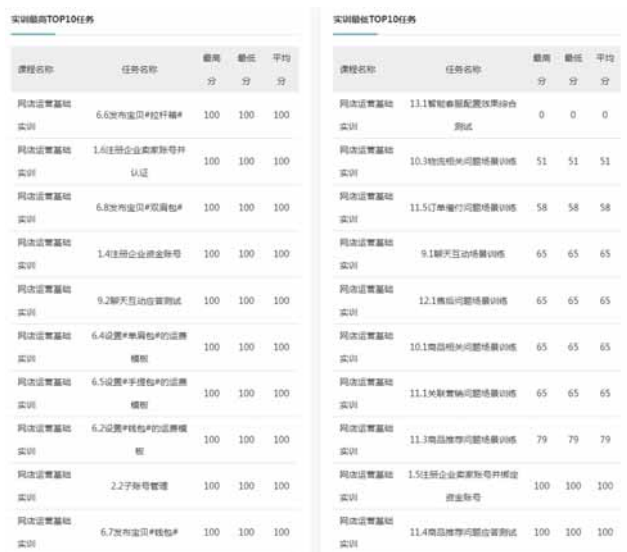 实训最高TOP10任务
课程名称 任务名称 最高分 最低分 平均分
网店运营基础实训 6.6发布宝贝#拉杆箱# 100 100 100
网店运营基础实训 1.6注册企业卖家账号并认证 100 100 100
网店运营基础实训 6.8发布宝贝#双肩包# 100 100 100
网店运营基础实训 1.4注册企业资金账号 100 100 100
网店运营基础实训 9.2聊天互动应答测试 100 100 100
网店运营基础实训 6.4设置#单肩包#的运费模板 100 100 100
网店运营基础实训 6.5设置#手提包#的运费模板 100 100 100
网店运营基础实训 6.2设置#钱包#的运费模板 100 100 100
网店运营基础实训 2.2子账号管理 100 100 100
网店运营基础实训 6.7发布宝贝#钱包# 100 100 100
实训最低TOP10任务
课程名称 任务名称 最高分 最低分 平均分
网店运营基础实训 13.1智能客服配置效果综合测试 0 0 0
网店运营基础实训 10.3物流相关问题场景训练 51 51 51
网店运营基础实训 11.5订单催付问题场景训练 58 58 58
网店运营基础实训 9.1聊天互动场景训练 65 65 65
网店运营基础实训 12.1售后问题场景训练 65 65 65
网店运营基础实训 10.1商品相关问题场景训练 65 65 65
网店运营基础实训 11.1关联营销问题场景训练 65 65 65
网店运营基础实训 11.3商品推荐问题场景训练 79 79 79
网店运营基础实训 1.5注册企业卖家账号并绑定资金账号 100 100 100
网店运营基础实训 11.4商品推荐问题应答测试 100 100 100